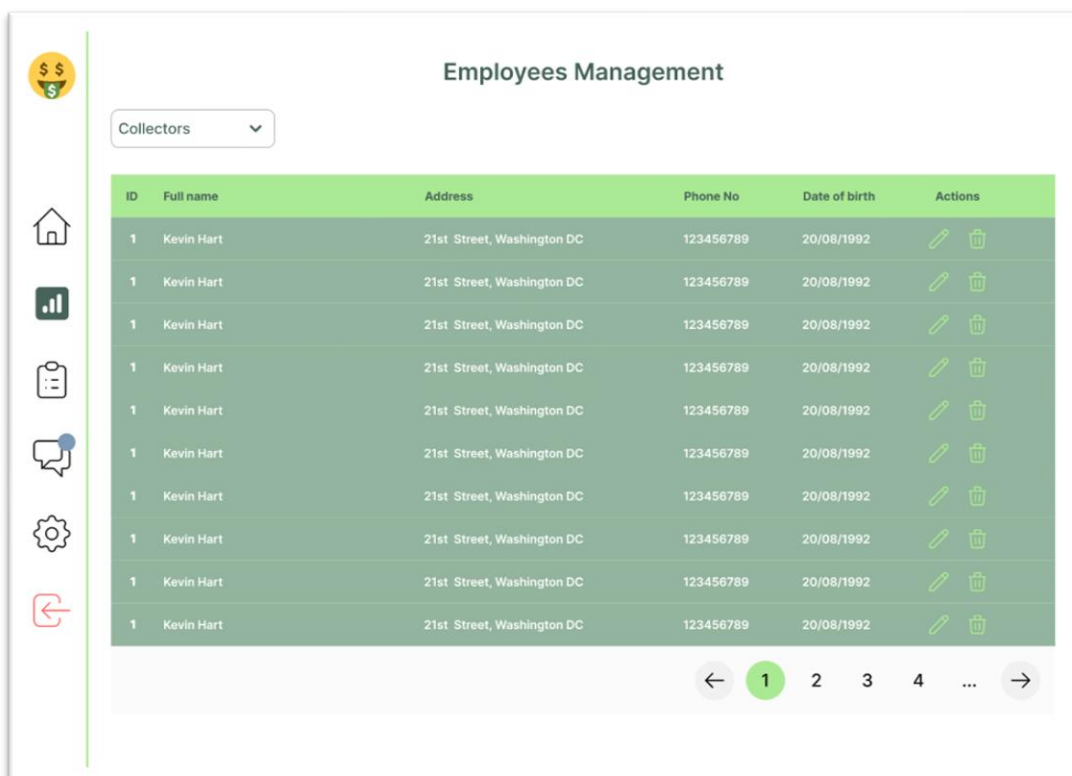 $ $
$
Employees Management
Collectors
ID Full name Address Phone No Date of birth Actions
1 Kevin Hart 21st Street, Washington DC 123456789 20/08/1992
1 Kevin Hart 21st Street, Washington DC 123456789 20/08/1992
1 Kevin Hart 21st Street, Washington DC 123456789 20/08/1992
1 Kevin Hart 21st Street, Washington DC 123456789 20/08/1992
1 Kevin Hart 21st Street, Washington DC 123456789 20/08/1992
1 Kevin Hart 21st Street, Washington DC 123456789 20/08/1992
1 Kevin Hart 21st Street, Washington DC 123456789 20/08/1992
1 Kevin Hart 21st Street, Washington DC 123456789 20/08/1992
1 Kevin Hart 21st Street, Washington DC 123456789 20/08/1992
1 Kevin Hart 21st Street, Washington DC 123456789 20/08/1992
1 2 3 4 ...